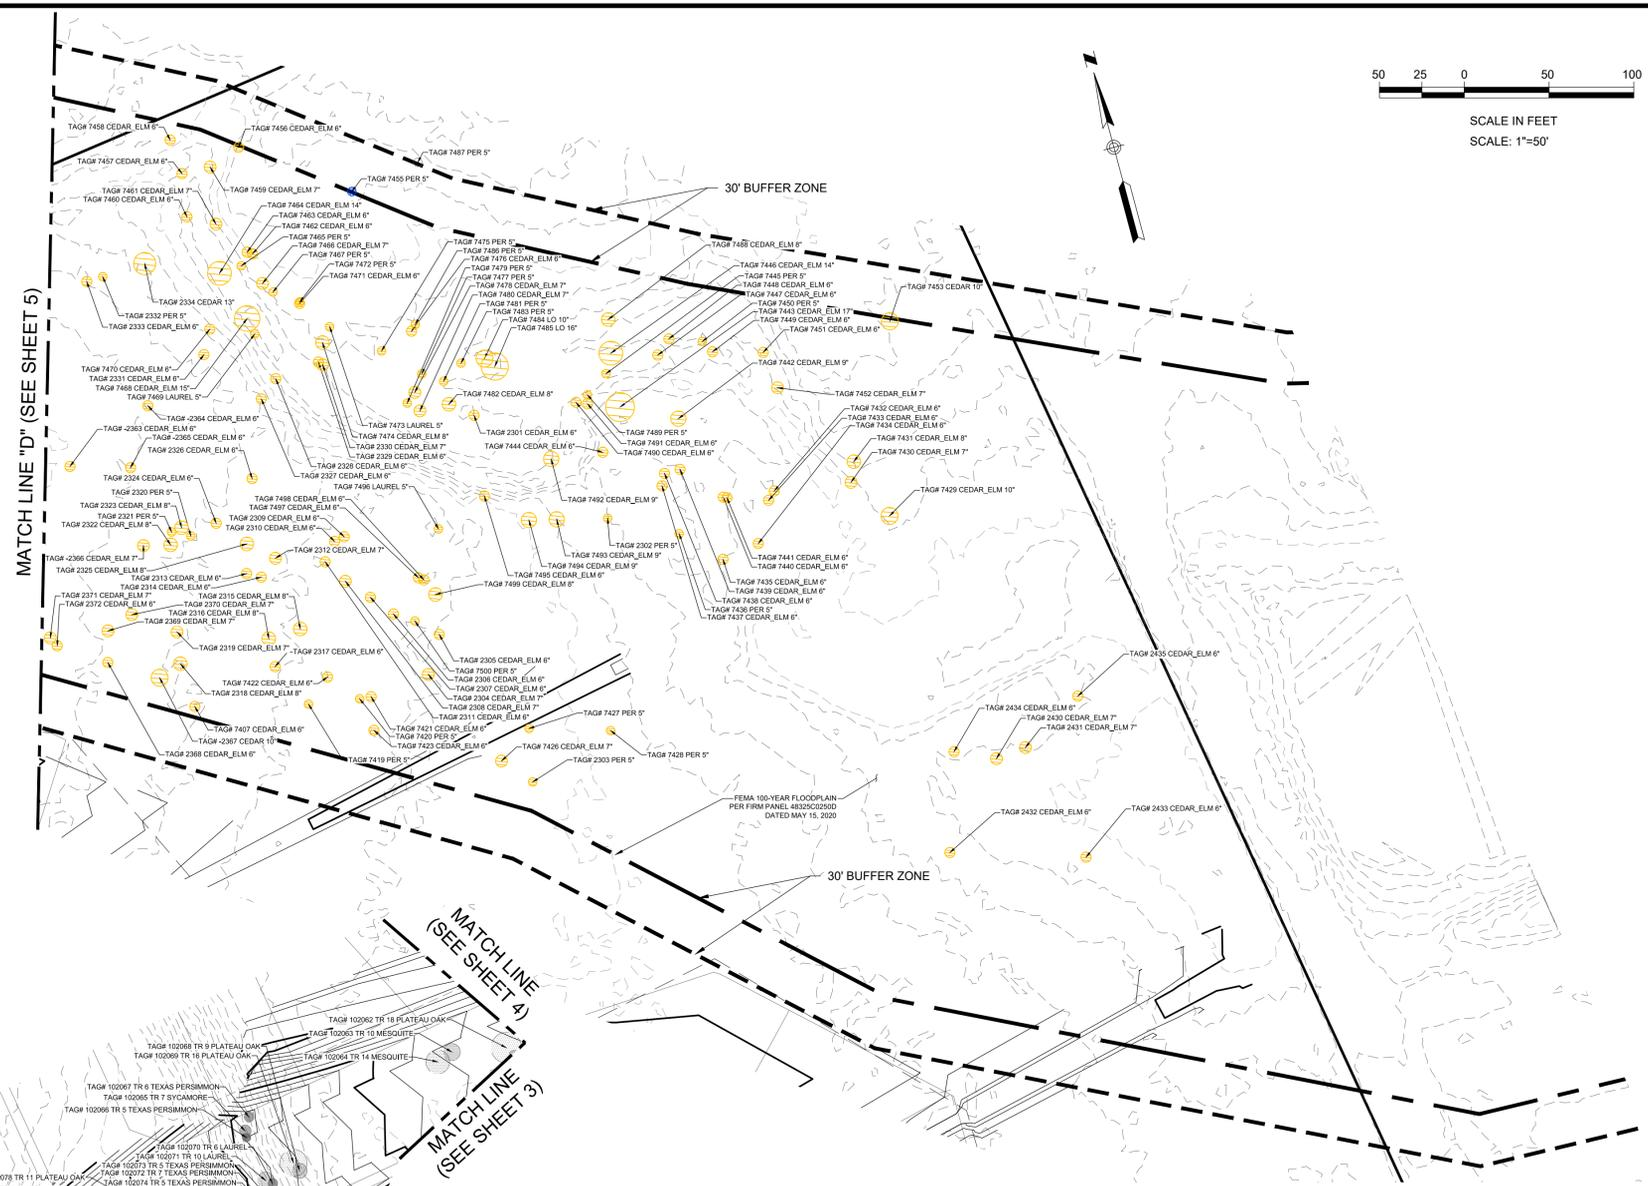 50 25 0 50 100
SCALE IN FEET
SCALE: 1"=50'
MATCH LINE "D" (SEE SHEET 5)
TAG# 7458 CEDAR_ELM 6"
TAG# 7456 CEDAR_ELM 6"
TAG# 7487 PER 5"
TAG# 7457 CEDAR_ELM 6"
TAG# 7455 PER 5"
30' BUFFER ZONE
TAG# 7461 CEDAR_ELM 7"
TAG# 7459 CEDAR_ELM 7"
TAG# 7460 CEDAR_ELM 6"
TAG# 7464 CEDAR_ELM 14"
TAG# 7463 CEDAR_ELM 6"
TAG# 7462 CEDAR_ELM 6"
TAG# 7465 PER 5"
TAG# 7466 CEDAR_ELM 7"
TAG# 7467 PER 5"
TAG# 7472 PER 5"
TAG# 7471 CEDAR_ELM 6"
TAG# 7475 PER 5"
TAG# 7486 PER 5"
TAG# 7476 CEDAR_ELM 6"
TAG# 7479 PER 5"
TAG# 7477 PER 5"
TAG# 7478 CEDAR_ELM 7"
TAG# 7480 CEDAR_ELM 7"
TAG# 7481 PER 5"
TAG# 7483 PER 5"
TAG# 7484 LO 10"
TAG# 7485 LO 16"
TAG# 7488 CEDAR_ELM 8"
TAG# 7446 CEDAR_ELM 14"
TAG# 7445 PER 5"
TAG# 7448 CEDAR_ELM 6"
TAG# 7447 CEDAR_ELM 6"
TAG# 7450 PER 5"
TAG# 7443 CEDAR_ELM 17"
TAG# 7449 CEDAR_ELM 6"
TAG# 7451 CEDAR_ELM 6"
TAG# 7453 CEDAR 10"
TAG# 7442 CEDAR_ELM 9"
TAG# 2334 CEDAR 13"
TAG# 2332 PER 5"
TAG# 2333 CEDAR_ELM 6"
TAG# 7470 CEDAR_ELM 6"
TAG# 2331 CEDAR_ELM 6"
TAG# 7468 CEDAR_ELM 15"
TAG# 7469 LAUREL 5"
TAG# -2364 CEDAR_ELM 6"
TAG# -2363 CEDAR_ELM 6"
TAG# -2365 CEDAR_ELM 6"
TAG# 2326 CEDAR_ELM 6"
TAG# 7473 LAUREL 5"
TAG# 7474 CEDAR_ELM 8"
TAG# 2330 CEDAR_ELM 7"
TAG# 2329 CEDAR_ELM 6"
TAG# 2328 CEDAR_ELM 6"
TAG# 2327 CEDAR_ELM 6"
TAG# 7482 CEDAR_ELM 8"
TAG# 2301 CEDAR_ELM 6"
TAG# 7444 CEDAR_ELM 6"
TAG# 7489 PER 5"
TAG# 7491 CEDAR_ELM 6"
TAG# 7490 CEDAR_ELM 6"
TAG# 7452 CEDAR_ELM 7"
TAG# 7432 CEDAR_ELM 6"
TAG# 7433 CEDAR_ELM 6"
TAG# 7434 CEDAR_ELM 6"
TAG# 7431 CEDAR_ELM 8"
TAG# 7430 CEDAR_ELM 7"
TAG# 7429 CEDAR_ELM 10"
TAG# 2324 CEDAR_ELM 6"
TAG# 2320 PER 5"
TAG# 2323 CEDAR_ELM 8"
TAG# 2321 PER 5"
TAG# 2322 CEDAR_ELM 8"
TAG# 7496 LAUREL 5"
TAG# 7498 CEDAR_ELM 6"
TAG# 7497 CEDAR_ELM 6"
TAG# 2309 CEDAR_ELM 6"
TAG# 2310 CEDAR_ELM 6"
TAG# 7492 CEDAR_ELM 9"
TAG# 2302 PER 5"
TAG# 7493 CEDAR_ELM 9"
TAG# 7494 CEDAR_ELM 9"
TAG# 7495 CEDAR_ELM 6"
TAG# 7499 CEDAR_ELM 8"
TAG# 7441 CEDAR_ELM 6"
TAG# 7440 CEDAR_ELM 6"
TAG# 7435 CEDAR_ELM 6"
TAG# 7439 CEDAR_ELM 6"
TAG# 7438 CEDAR_ELM 6"
TAG# 7436 PER 5"
TAG# 7437 CEDAR_ELM 6"
TAG# -2366 CEDAR_ELM 7"
TAG# 2312 CEDAR_ELM 7"
TAG# 2325 CEDAR_ELM 8"
TAG# 2313 CEDAR_ELM 6"
TAG# 2314 CEDAR_ELM 6"
TAG# 2371 CEDAR_ELM 7"
TAG# 2315 CEDAR_ELM 8"
TAG# 2372 CEDAR_ELM 6"
TAG# 2370 CEDAR_ELM 7"
TAG# 2316 CEDAR_ELM 8"
TAG# 2369 CEDAR_ELM 7"
TAG# 2319 CEDAR_ELM 7"
TAG# 2317 CEDAR_ELM 6"
TAG# 7422 CEDAR_ELM 6"
TAG# 2318 CEDAR_ELM 8"
TAG# 2305 CEDAR_ELM 6"
TAG# 7500 PER 5"
TAG# 2306 CEDAR_ELM 6"
TAG# 2307 CEDAR_ELM 6"
TAG# 2304 CEDAR_ELM 7"
TAG# 2308 CEDAR_ELM 7"
TAG# 2311 CEDAR_ELM 6"
TAG# 7407 CEDAR_ELM 6"
TAG# -2367 CEDAR 10"
TAG# 2368 CEDAR_ELM 6"
TAG# 7421 CEDAR_ELM 6"
TAG# 7420 PER 5"
TAG# 7423 CEDAR_ELM 6"
TAG# 7419 PER 5"
TAG# 7427 PER 5"
TAG# 7426 CEDAR_ELM 7"
TAG# 7428 PER 5"
TAG# 2303 PER 5"
TAG# 2435 CEDAR_ELM 6"
TAG# 2434 CEDAR_ELM 6"
TAG# 2430 CEDAR_ELM 7"
TAG# 2431 CEDAR_ELM 7"
TAG# 2432 CEDAR_ELM 6"
TAG# 2433 CEDAR_ELM 6"
FEMA 100-YEAR FLOODPLAIN
PER FIRM PANEL 48325C0250D
DATED MAY 15, 2020
30' BUFFER ZONE
MATCH LINE
(SEE SHEET 4)
MATCH LINE
(SEE SHEET 3)
TAG# 102062 TR 18 PLATEAU OAK
TAG# 102063 TR 10 MESQUITE
TAG# 102064 TR 14 MESQUITE
TAG# 102068 TR 9 PLATEAU OAK
TAG# 102069 TR 16 PLATEAU OAK
TAG# 102067 TR 6 TEXAS PERSIMMON
TAG# 102065 TR 7 SYCAMORE
TAG# 102066 TR 5 TEXAS PERSIMMON
TAG# 102070 TR 6 LAUREL
TAG# 102071 TR 10 LAUREL
TAG# 102073 TR 5 TEXAS PERSIMMON
TAG# 102072 TR 7 TEXAS PERSIMMON
078 TR 11 PLATEAU OAK
TAG# 102074 TR 5 TEXAS PERSIMMON